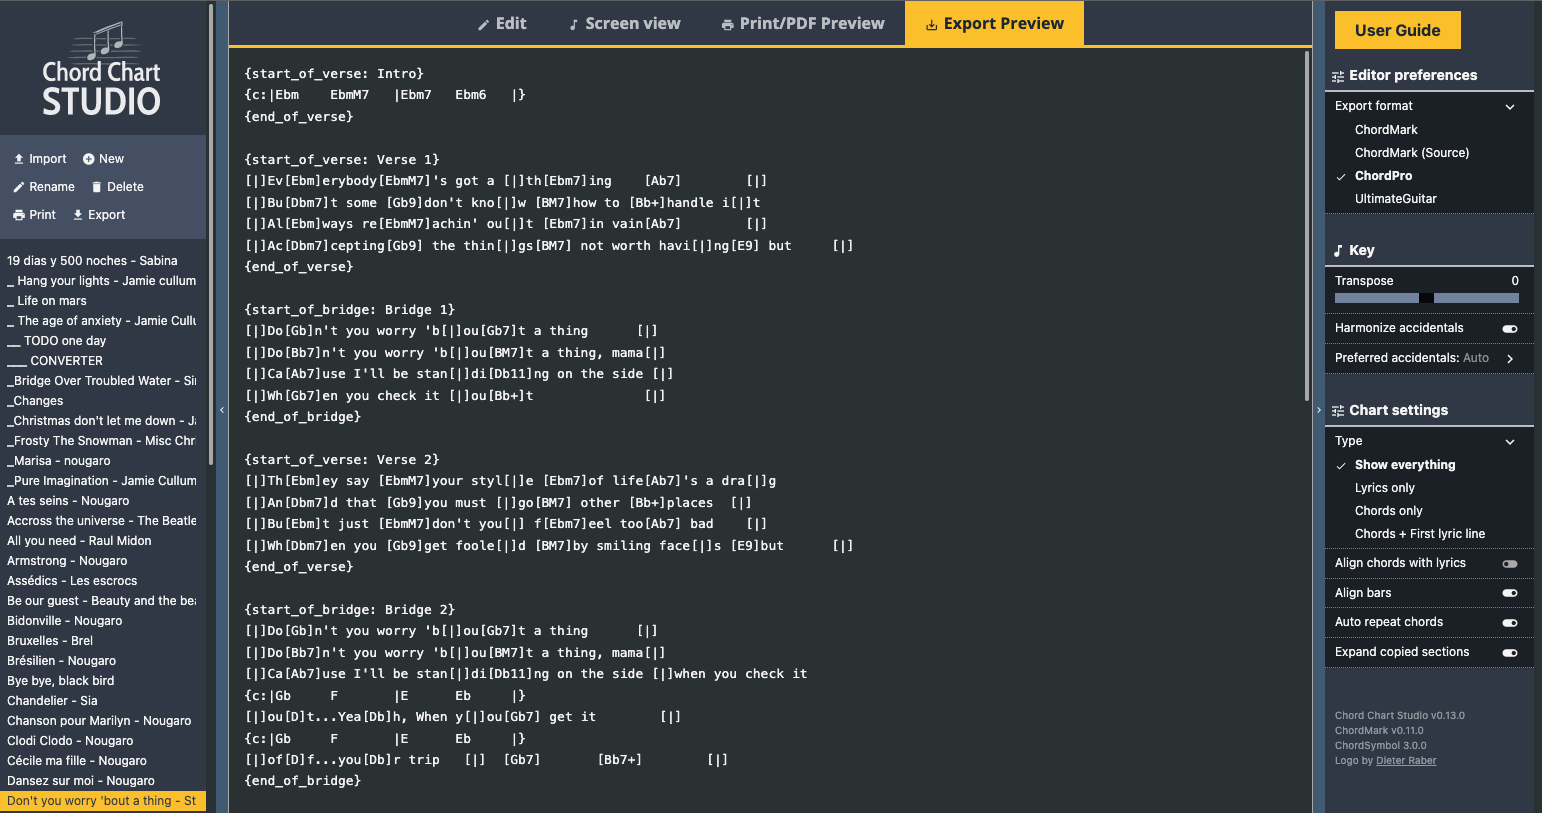 Chord Chart
STUDIO
Import New
Rename Delete
Print Export
19 dias y 500 noches - Sabina
_ Hang your lights - Jamie cullum
_ Life on mars
_ The age of anxiety - Jamie Cullu
__ TODO one day
___ CONVERTER
_Bridge Over Troubled Water - Si
_Changes
_Christmas don't let me down - Ja
_Frosty The Snowman - Misc Chri
_Marisa - nougaro
_Pure Imagination - Jamie Cullum
A tes seins - Nougaro
Accross the universe - The Beatle
All you need - Raul Midon
Armstrong - Nougaro
Assédics - Les escrocs
Be our guest - Beauty and the bea
Bidonville - Nougaro
Bruxelles - Brel
Brésilien - Nougaro
Bye bye, black bird
Chandelier - Sia
Chanson pour Marilyn - Nougaro
Clodi Clodo - Nougaro
Cécile ma fille - Nougaro
Dansez sur moi - Nougaro
Don't you worry 'bout a thing - St
Edit Screen view Print/PDF Preview Export Preview
{start_of_verse: Intro}
{c:|Ebm    EbmM7   |Ebm7   Ebm6   |}
{end_of_verse}
{start_of_verse: Verse 1}
[|]Ev[Ebm]erybody[EbmM7]'s got a [|]th[Ebm7]ing    [Ab7]        [|]
[|]Bu[Dbm7]t some [Gb9]don't kno[|]w [BM7]how to [Bb+]handle i[|]t
[|]Al[Ebm]ways re[EbmM7]achin' ou[|]t [Ebm7]in vain[Ab7]        [|]
[|]Ac[Dbm7]cepting[Gb9] the thin[|]gs[BM7] not worth havi[|]ng[E9] but     [|]
{end_of_verse}
{start_of_bridge: Bridge 1}
[|]Do[Gb]n't you worry 'b[|]ou[Gb7]t a thing      [|]
[|]Do[Bb7]n't you worry 'b[|]ou[BM7]t a thing, mama[|]
[|]Ca[Ab7]use I'll be stan[|]di[Db11]ng on the side [|]
[|]Wh[Gb7]en you check it [|]ou[Bb+]t              [|]
{end_of_bridge}
{start_of_verse: Verse 2}
[|]Th[Ebm]ey say [EbmM7]your styl[|]e [Ebm7]of life[Ab7]'s a dra[|]g
[|]An[Dbm7]d that [Gb9]you must [|]go[BM7] other [Bb+]places  [|]
[|]Bu[Ebm]t just [EbmM7]don't you[|] f[Ebm7]eel too[Ab7] bad    [|]
[|]Wh[Dbm7]en you [Gb9]get foole[|]d [BM7]by smiling face[|]s [E9]but      [|]
{end_of_verse}
{start_of_bridge: Bridge 2}
[|]Do[Gb]n't you worry 'b[|]ou[Gb7]t a thing      [|]
[|]Do[Bb7]n't you worry 'b[|]ou[BM7]t a thing, mama[|]
[|]Ca[Ab7]use I'll be stan[|]di[Db11]ng on the side [|]when you check it
{c:|Gb     F       |E      Eb     |}
[|]ou[D]t...Yea[Db]h, When y[|]ou[Gb7] get it        [|]
{c:|Gb     F       |E      Eb     |}
[|]of[D]f...you[Db]r trip   [|]  [Gb7]       [Bb7+]        [|]
{end_of_bridge}
User Guide
Editor preferences
Export format
ChordMark
ChordMark (Source)
ChordPro
UltimateGuitar
Key
Transpose 0
Harmonize accidentals
Preferred accidentals: Auto
Chart settings
Type
Show everything
Lyrics only
Chords only
Chords + First lyric line
Align chords with lyrics
Align bars
Auto repeat chords
Expand copied sections
Chord Chart Studio v0.13.0
ChordMark v0.11.0
ChordSymbol 3.0.0
Logo by Dieter Raber